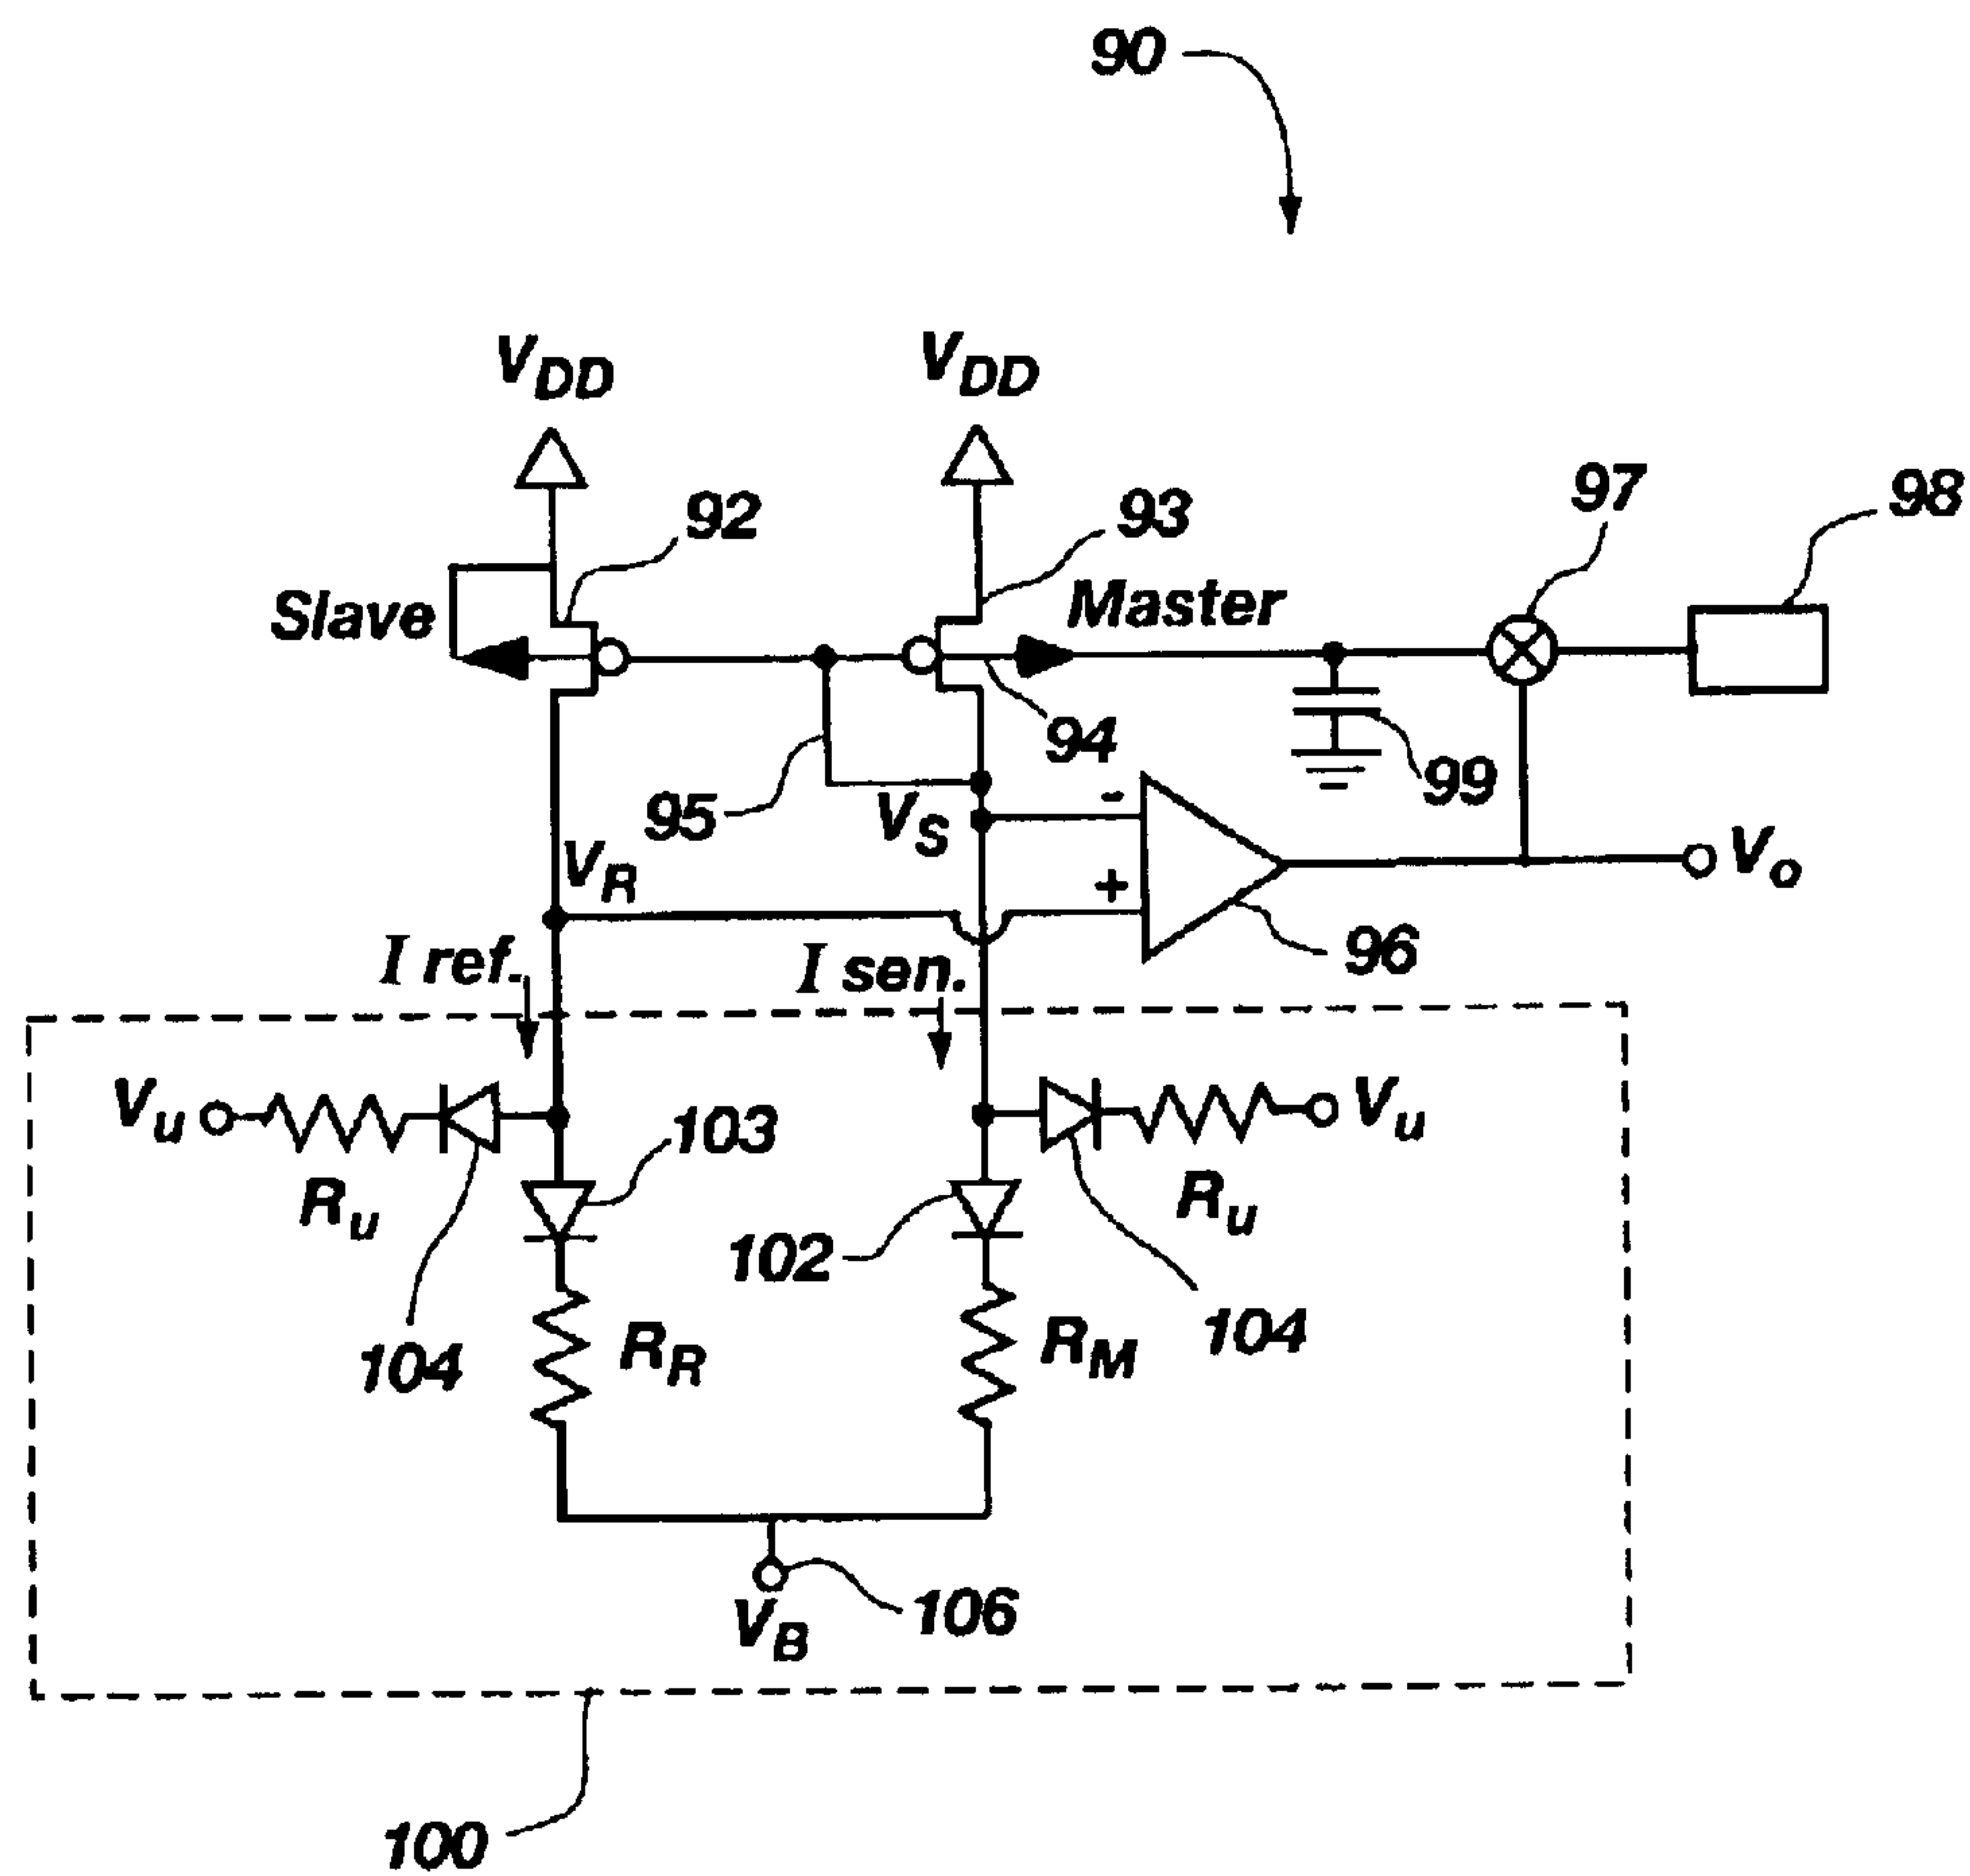 90
VDD
VDD
92
93
97
98
Slave
Master
94
95
VS
99
-
VR
+
VO
96
I ref.
I sen.
Vu
103
Vu
Ru
102
Ru
104
RR
RM
104
106
VB
100